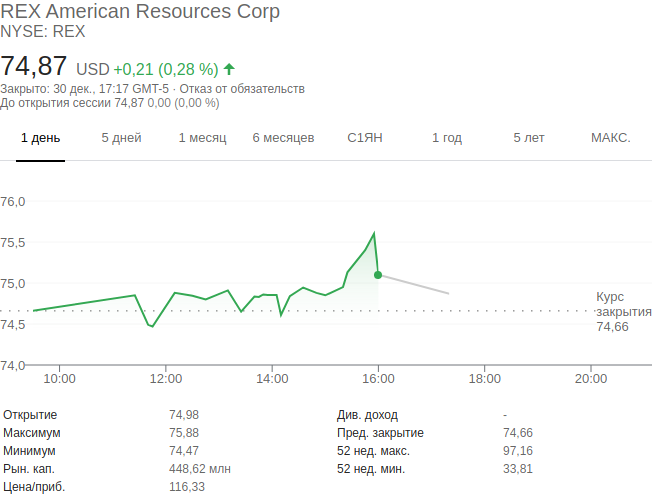 REX American Resources Corp
NYSE: REX
74,87 USD +0,21 (0,28 %)
Закрыто: 30 дек., 17:17 GMT-5 · Отказ от обязательств
До открытия сессии 74,87 0,00 (0,00 %)
1 день 5 дней 1 месяц 6 месяцев С1ЯН 1 год 5 лет МАКС.
76,0
75,5
75,0
Курс
закрытия
74,66
74,5
74,0
10:00 12:00 14:00 16:00 18:00 20:00
Открытие 74,98 Див. доход -
Максимум 75,88 Пред. закрытие 74,66
Минимум 74,47 52 нед. макс. 97,16
Рын. кап. 448,62 млн 52 нед. мин. 33,81
Цена/приб. 116,33